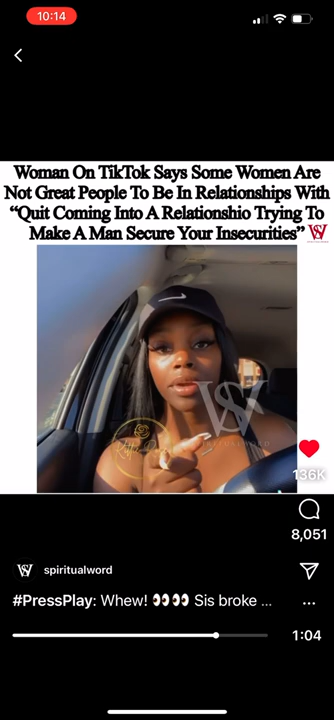 10:14
Woman On TikTok Says Some Women Are
Not Great People To Be In Relationships With
“Quit Coming Into A Relationshio Trying To
Make A Man Secure Your Insecurities”
136K
8,051
spiritualword
#PressPlay: Whew! 👀👀 Sis broke ...
1:04